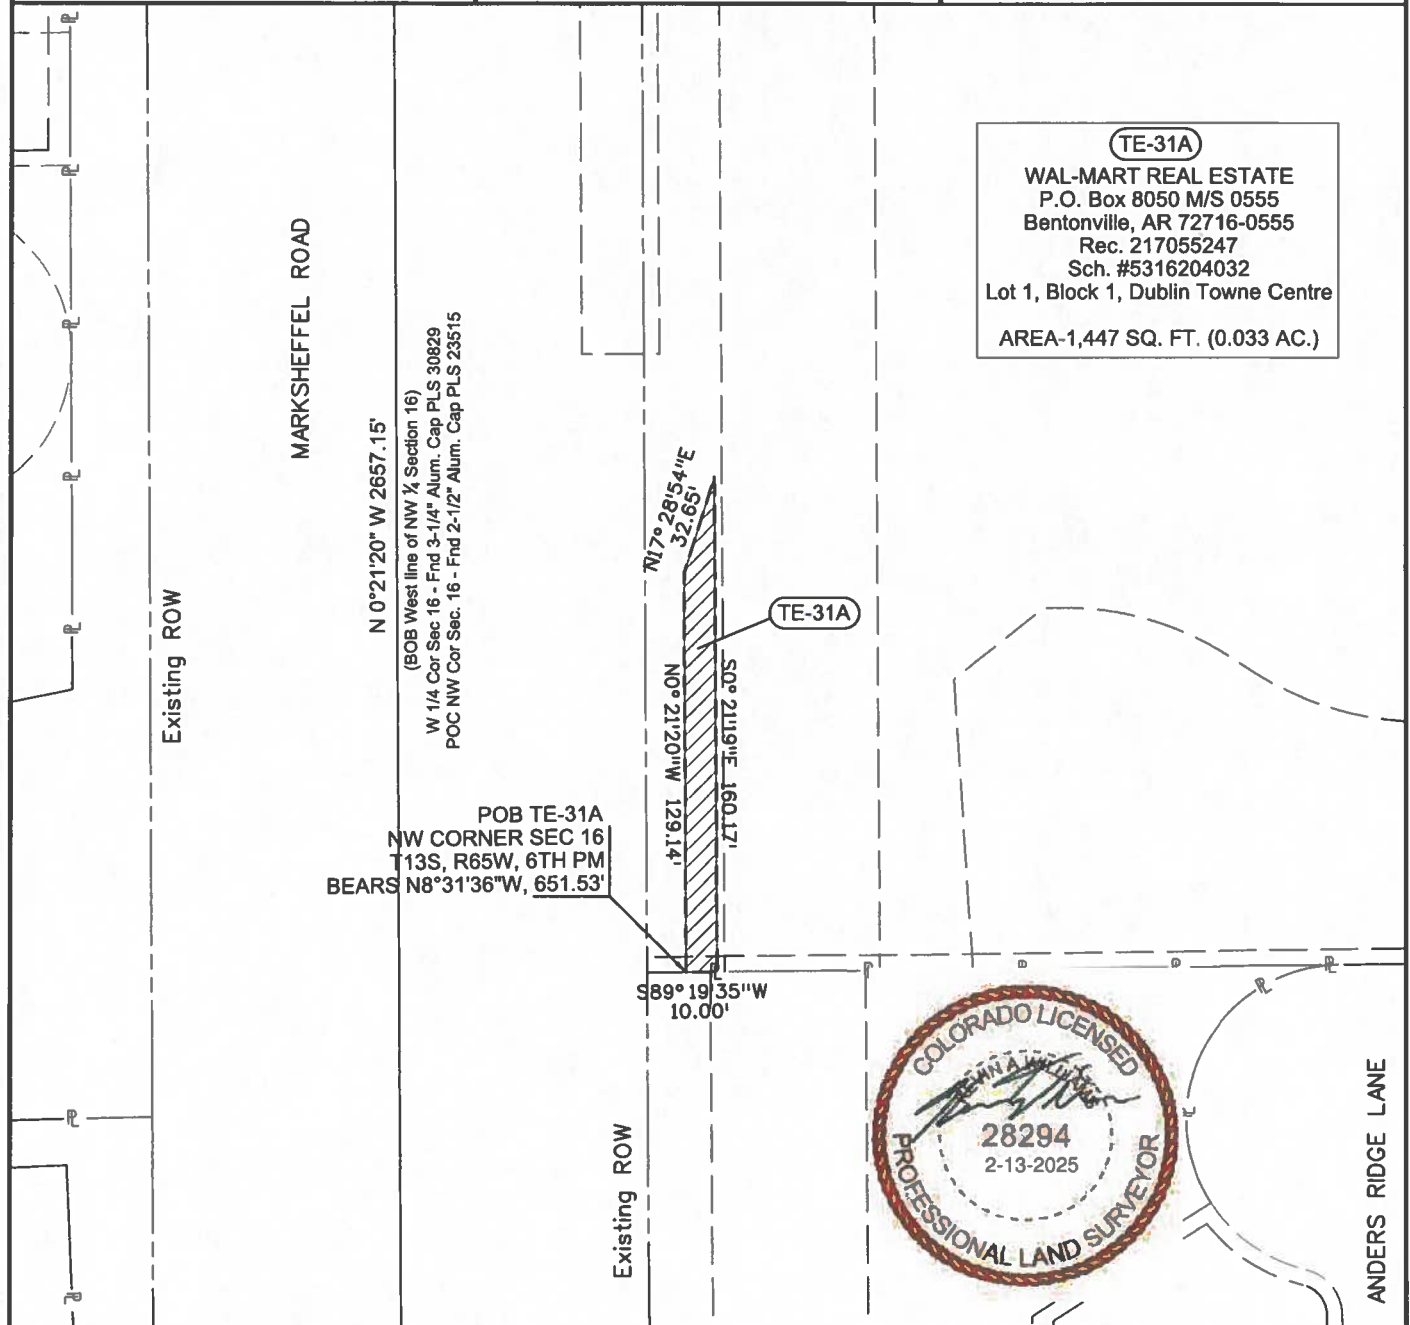 TE-31A
WAL-MART REAL ESTATE
P.O. Box 8050 M/S 0555
Bentonville, AR 72716-0555
Rec. 217055247
Sch. #5316204032
Lot 1, Block 1, Dublin Towne Centre
AREA-1,447 SQ. FT. (0.033 AC.)
MARKSHEFFEL ROAD
N 0°21'20" W 2657.15'
(BOB West line of NW ¼ Section 16)
W 1/4 Cor Sec 16 - Fnd 3-1/4" Alum. Cap PLS 30829
POC NW Cor Sec. 16 - Fnd 2-1/2" Alum. Cap PLS 23515
Existing ROW
N17°28'54"E
32.65'
TE-31A
N0°21'20"W 129.14'
S0°21'19"E 160.17'
POB TE-31A
NW CORNER SEC 16
T13S, R65W, 6TH PM
BEARS N8°31'36"W, 651.53'
S89°19'35"W
10.00'
Existing ROW
COLORADO LICENSED
28294
2-13-2025
PROFESSIONAL LAND SURVEYOR
ANDERS RIDGE LANE